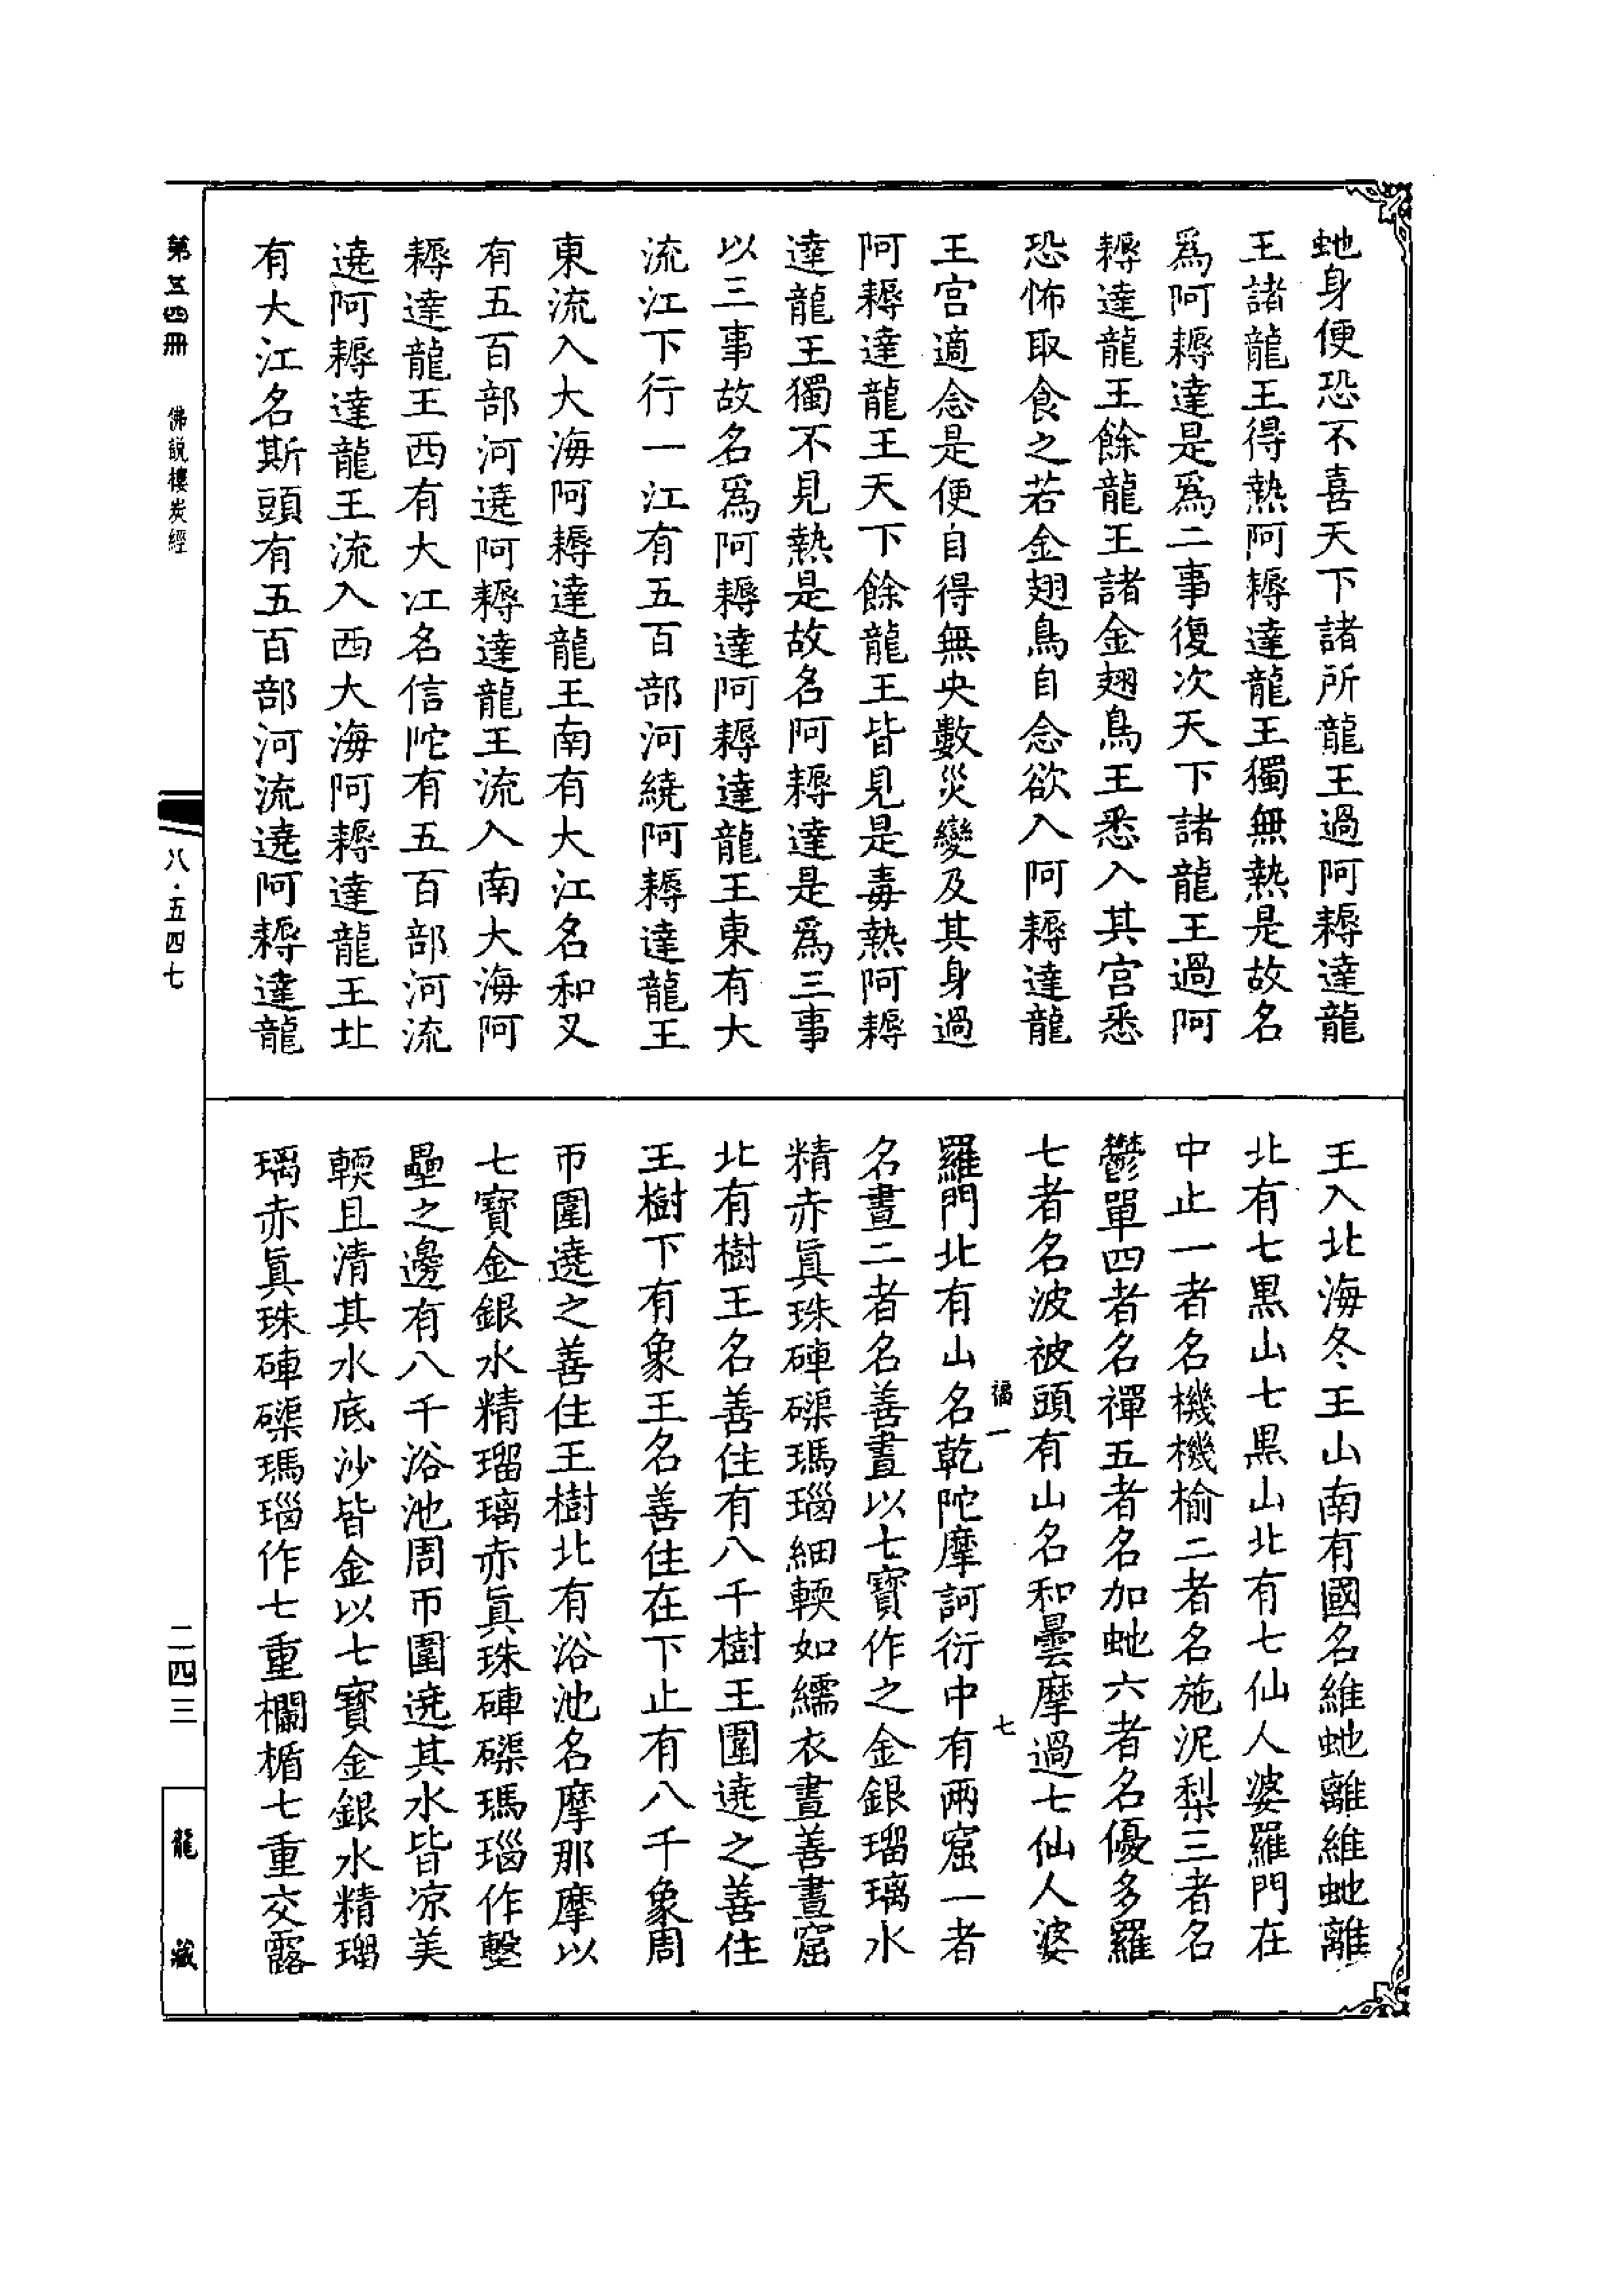 虵身便恐不喜天下諸所龍王過阿耨達龍
王諸龍王得熱阿耨達龍王獨無熱是故名
爲阿耨達是爲二事復次天下諸龍王過阿
耨達龍王餘龍王諸金翅鳥王悉入其宮悉
恐怖取食之若金翅鳥自念欲入阿耨達龍
王宮適念是便自得無央數災變及其身過
阿耨達龍王天下餘龍王皆見是毒熱阿耨
達龍王獨不見熱是故名阿耨達是爲三事
以三事故名爲阿耨達阿耨達龍王東有大
流江下行一江有五百部河繞阿耨達龍王
東流入大海阿耨達龍王南有大江名和叉
有五百部河遶阿耨達龍王流入南大海阿
耨達龍王西有大江名信陀有五百部河流
遶阿耨達龍王流入西大海阿耨達龍王北
有大江名斯頭有五百部河流遶阿耨達龍
王入北海冬王山南有國名維虵離維虵離
北有七黑山七黑山北有七仙人婆羅門在
中止一者名機機榆二者名施泥梨三者名
鬱單四者名禪五者名加虵六者名優多羅
七者名波被頭有山名和曇摩過七仙人婆
福一 七
羅門北有山名乾陀摩訶衍中有兩窟一者
名晝二者名善晝以七寶作之金銀瑠璃水
精赤眞珠硨磲瑪瑙細輭如繻衣晝善晝窟
北有樹王名善住有八千樹王圍遶之善住
王樹下有象王名善住在下止有八千象周
帀圍遶之善住王樹北有浴池名摩那摩以
七寶金銀水精瑠璃赤眞珠硨磲瑪瑙作塹
壘之邊有八千浴池周帀圍遶其水皆凉美
輭且清其水底沙皆金以七寶金銀水精瑠
璃赤眞珠硨磲瑪瑙作七重欄楯七重交露
第五四冊 佛說樓炭經
八·五四七
二四三
龍藏